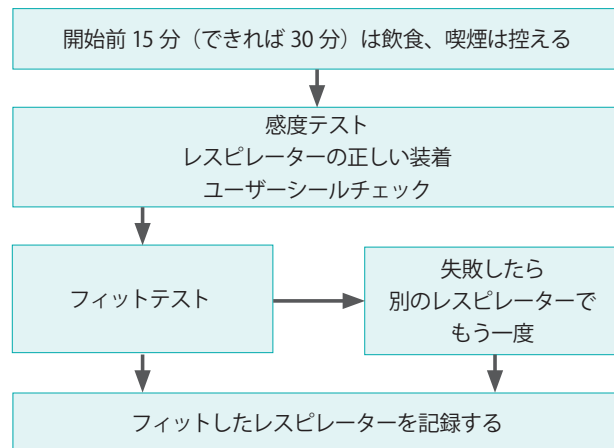 開始前 15 分（できれば 30 分）は飲食、喫煙は控える
感度テスト
レスピレーターの正しい装着
ユーザーシールチェック
フィットテスト
失敗したら
別のレスピレーターで
もう一度
フィットしたレスピレーターを記録する